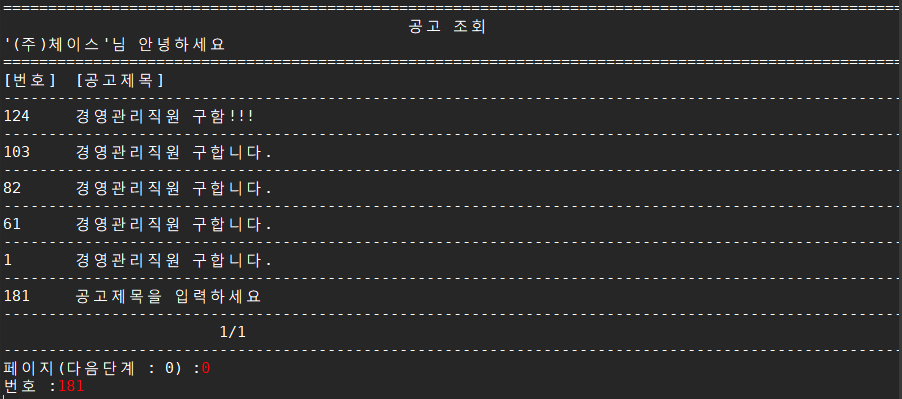 공고 조회
'(주)체이스'님 안녕하세요
[번호] [공고제목]
124 경영관리직원 구함!!!
103 경영관리직원 구합니다.
82 경영관리직원 구합니다.
61 경영관리직원 구합니다.
1 경영관리직원 구합니다.
181 공고제목을 입력하세요
1/1
페이지(다음단계 : 0) :0
번호 :181